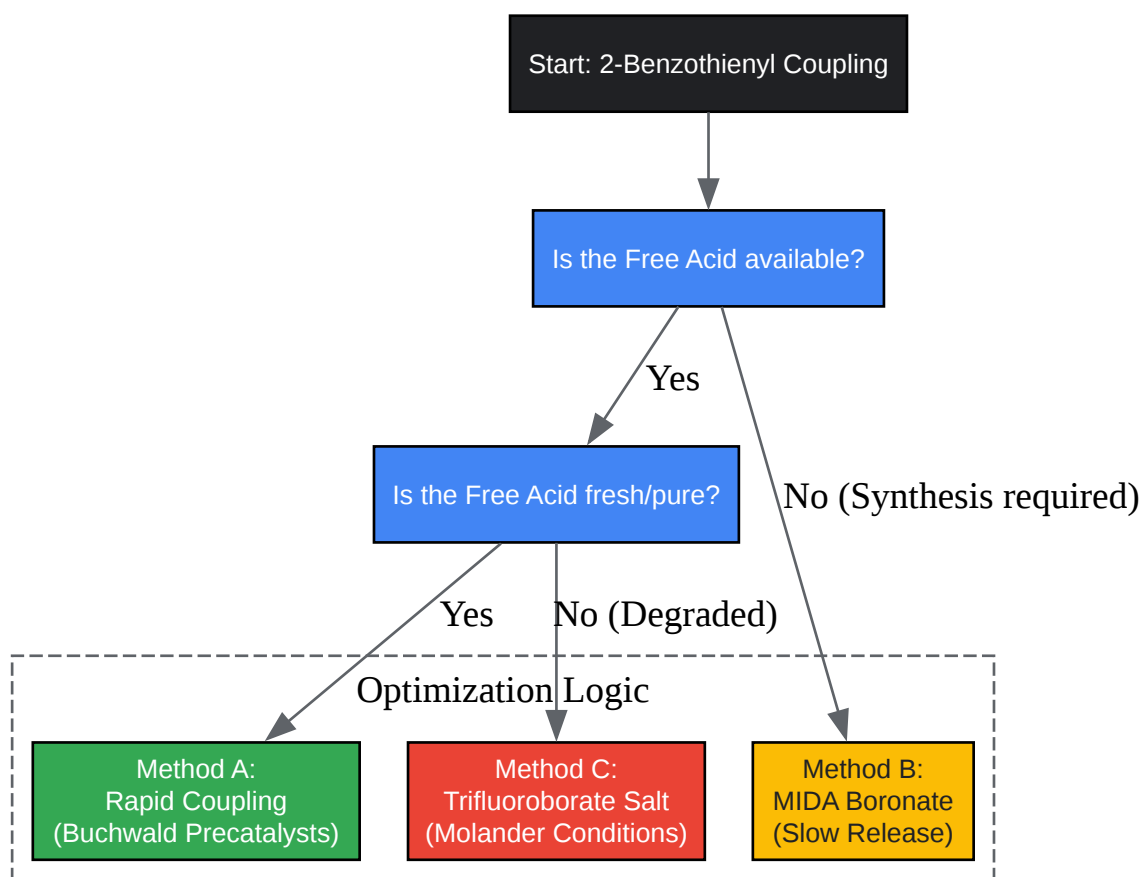 Start: 2-Benzothienyl Coupling
Is the Free Acid available?
Yes
Is the Free Acid fresh/pure?
No (Synthesis required)
Yes
No (Degraded)
Optimization Logic
Method A:
Rapid Coupling
(Buchwald Precatalysts)
Method C:
Trifluoroborate Salt
(Molander Conditions)
Method B:
MIDA Boronate
(Slow Release)